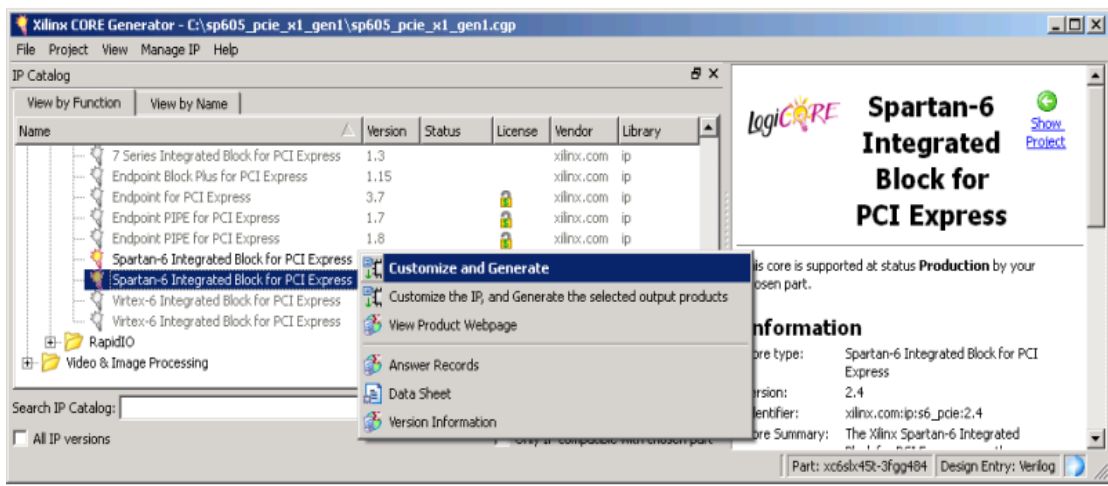 Xilinx CORE Generator - C:\sp605_pcie_x1_gen1\sp605_pcie_x1_gen1.cgp
File Project View Manage IP Help
IP Catalog
View by Function View by Name
Name Version Status License Vendor Library
7 Series Integrated Block for PCI Express 1.3 xilinx.com ip
Endpoint Block Plus for PCI Express 1.15 xilinx.com ip
Endpoint for PCI Express 3.7 xilinx.com ip
Endpoint PIPE for PCI Express 1.7 xilinx.com ip
Endpoint PIPE for PCI Express 1.8 xilinx.com ip
Spartan-6 Integrated Block for PCI Express
Spartan-6 Integrated Block for PCI Express
Virtex-6 Integrated Block for PCI Express
Virtex-6 Integrated Block for PCI Express
RapidIO
Video & Image Processing
Search IP Catalog:
All IP versions
Customize and Generate
Customize the IP, and Generate the selected output products
View Product Webpage
Answer Records
Data Sheet
Version Information
logiCORE
Spartan-6
Integrated
Block for
PCI Express
Show
Project
is core is supported at status Production by your
osen part.
nformation
ore type: Spartan-6 Integrated Block for PCI
Express
ersion: 2.4
entifier: xilinx.com:ip:s6_pcie:2.4
ore Summary: The Xilinx Spartan-6 Integrated
Part: xc6slx45t-3fgg484 Design Entry: Verilog